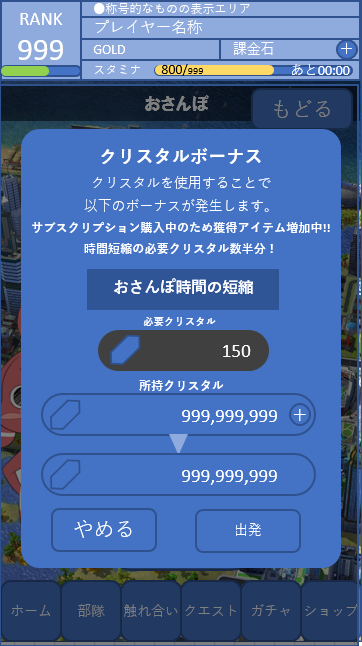 RANK
999
●称号的なものの表示エリア
プレイヤー名称
GOLD
課金石
+
スタミナ
800/999
あと00:00
おさんぽ
もどる
クリスタルボーナス
クリスタルを使用することで
以下のボーナスが発生します。
サブスクリプション購入中のため獲得アイテム増加中!!
時間短縮の必要クリスタル数半分！
おさんぽ時間の短縮
必要クリスタル
150
所持クリスタル
999,999,999
+
999,999,999
やめる
出発
ホーム
部隊
触れ合い
クエスト
ガチャ
ショップ